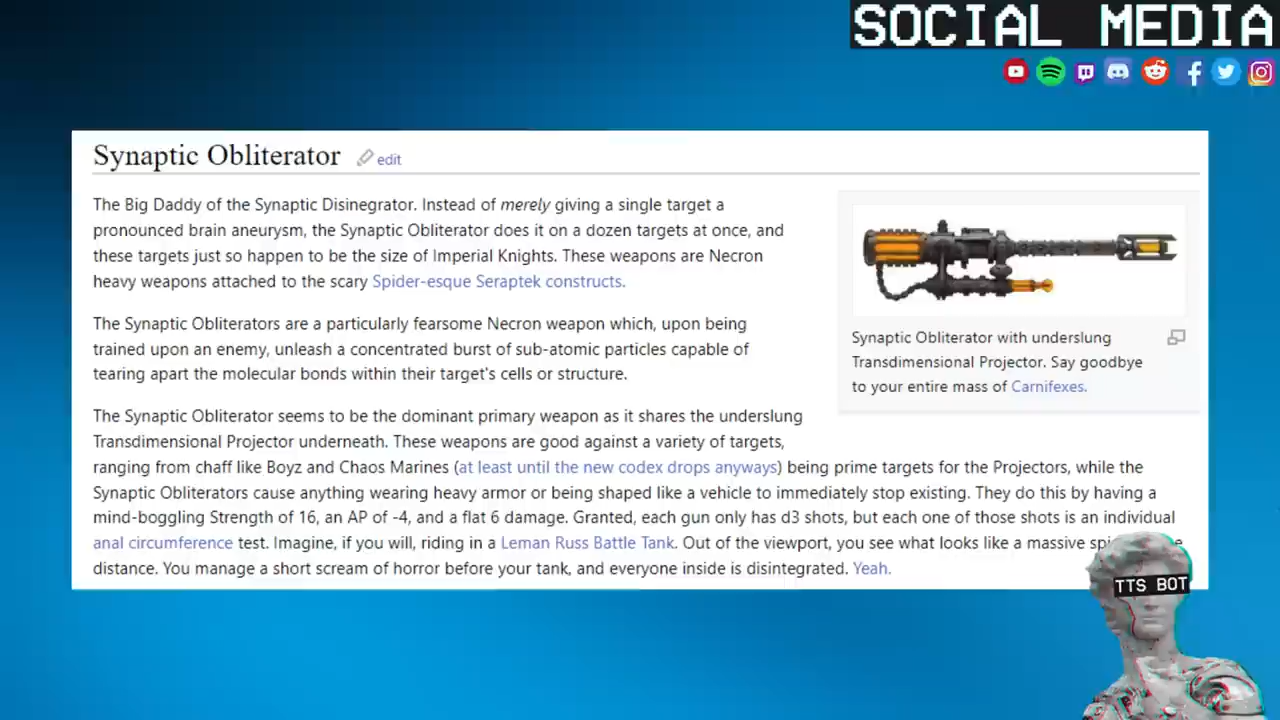 SOCIAL MEDIA
Synaptic Obliterator edit
The Big Daddy of the Synaptic Disinegrator. Instead of merely giving a single target a
pronounced brain aneurysm, the Synaptic Obliterator does it on a dozen targets at once, and
these targets just so happen to be the size of Imperial Knights. These weapons are Necron
heavy weapons attached to the scary Spider-esque Seraptek constructs.
The Synaptic Obliterators are a particularly fearsome Necron weapon which, upon being
trained upon an enemy, unleash a concentrated burst of sub-atomic particles capable of
tearing apart the molecular bonds within their target's cells or structure.
Synaptic Obliterator with underslung
Transdimensional Projector. Say goodbye
to your entire mass of Carnifexes.
The Synaptic Obliterator seems to be the dominant primary weapon as it shares the underslung
Transdimensional Projector underneath. These weapons are good against a variety of targets,
ranging from chaff like Boyz and Chaos Marines (at least until the new codex drops anyways) being prime targets for the Projectors, while the
Synaptic Obliterators cause anything wearing heavy armor or being shaped like a vehicle to immediately stop existing. They do this by having a
mind-boggling Strength of 16, an AP of -4, and a flat 6 damage. Granted, each gun only has d3 shots, but each one of those shots is an individual
anal circumference test. Imagine, if you will, riding in a Leman Russ Battle Tank. Out of the viewport, you see what looks like a massive
distance. You manage a short scream of horror before your tank, and everyone inside is disintegrated. Yeah.
TTS BOT